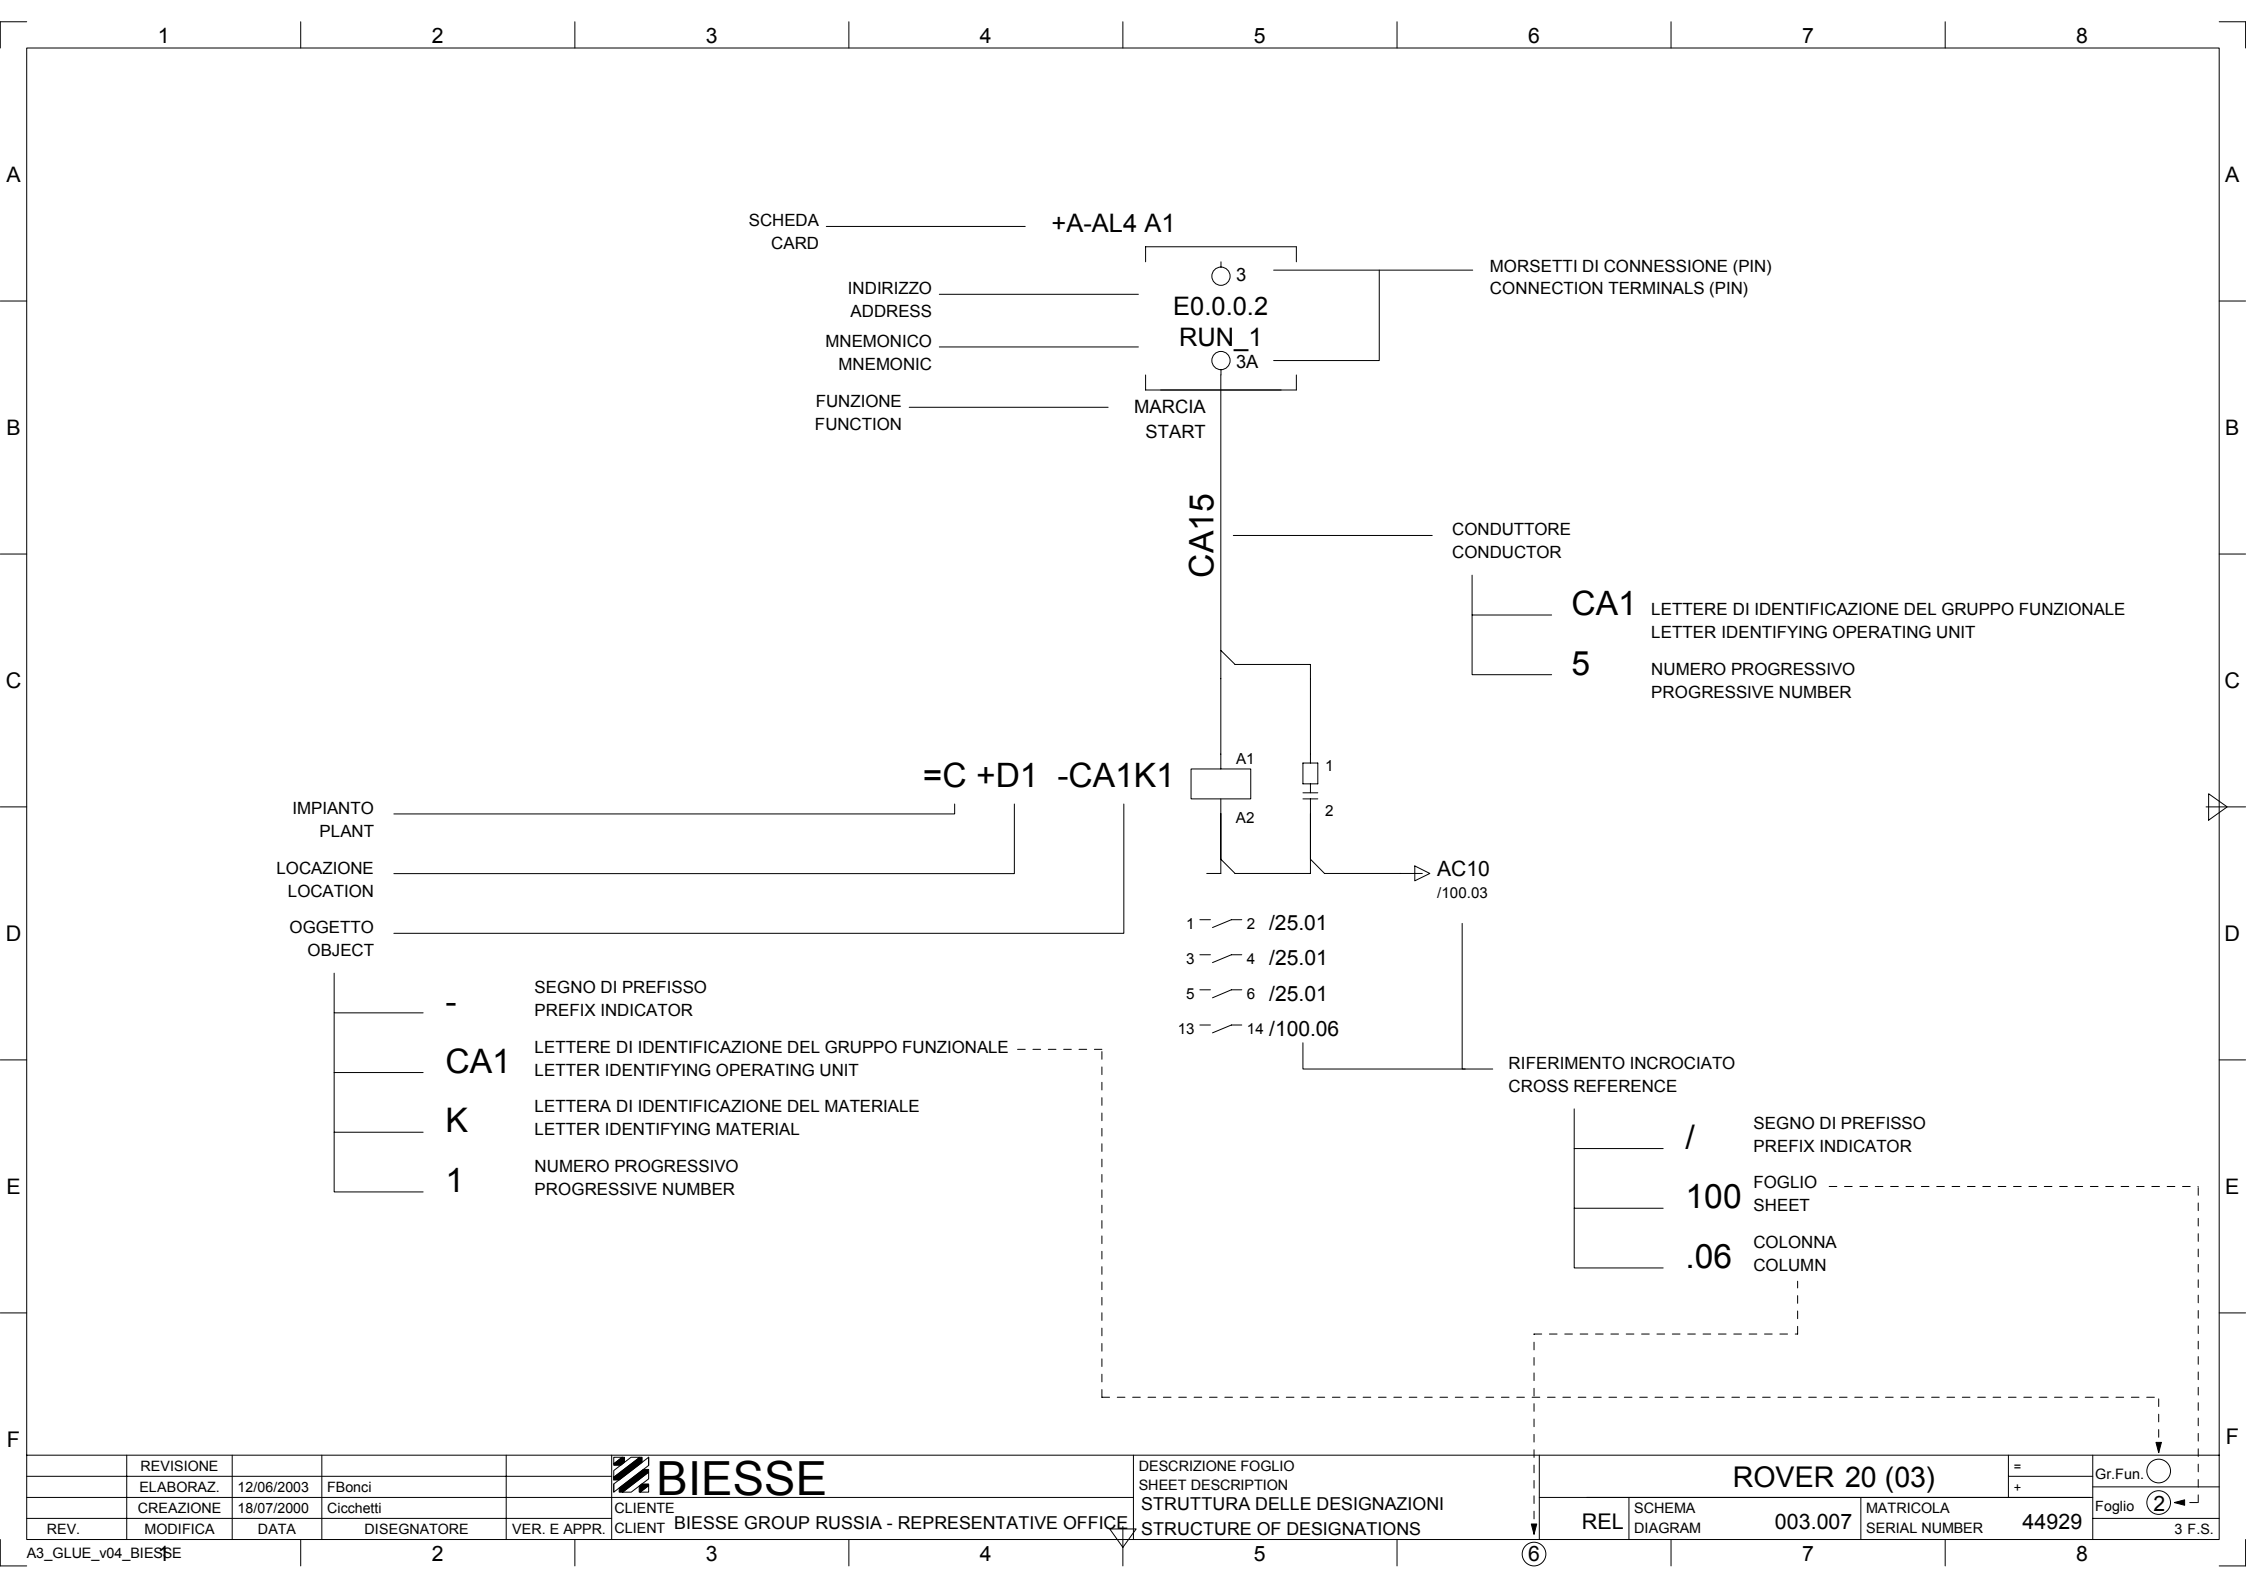 1 2 3 4 5 6 7 8
A A
SCHEDA
CARD
+A-AL4 A1
3
INDIRIZZO
ADDRESS
E0.0.0.2
MNEMONICO
MNEMONIC
RUN_1
3A
MORSETTI DI CONNESSIONE (PIN)
CONNECTION TERMINALS (PIN)
FUNZIONE
FUNCTION
MARCIA
START
B B
CA15
CONDUTTORE
CONDUCTOR
CA1 LETTERE DI IDENTIFICAZIONE DEL GRUPPO FUNZIONALE
LETTER IDENTIFYING OPERATING UNIT
5 NUMERO PROGRESSIVO
PROGRESSIVE NUMBER
C C
=C +D1 -CA1K1
A1
A2
1
2
IMPIANTO
PLANT
LOCAZIONE
LOCATION
OGGETTO
OBJECT
AC10
/100.03
D D
1 2 /25.01
3 4 /25.01
5 6 /25.01
13 14 /100.06
- SEGNO DI PREFISSO
PREFIX INDICATOR
CA1 LETTERE DI IDENTIFICAZIONE DEL GRUPPO FUNZIONALE
LETTER IDENTIFYING OPERATING UNIT
K LETTERA DI IDENTIFICAZIONE DEL MATERIALE
LETTER IDENTIFYING MATERIAL
1 NUMERO PROGRESSIVO
PROGRESSIVE NUMBER
RIFERIMENTO INCROCIATO
CROSS REFERENCE
/ SEGNO DI PREFISSO
PREFIX INDICATOR
100 FOGLIO
SHEET
.06 COLONNA
COLUMN
E E
F F
REVISIONE
ELABORAZ. 12/06/2003 FBonci
CREAZIONE 18/07/2000 Cicchetti
REV. MODIFICA DATA DISEGNATORE VER. E APPR.
BIESSE
CLIENTE
CLIENT BIESSE GROUP RUSSIA - REPRESENTATIVE OFFICE
DESCRIZIONE FOGLIO
SHEET DESCRIPTION
STRUTTURA DELLE DESIGNAZIONI
STRUCTURE OF DESIGNATIONS
ROVER 20 (03)
=
+
REL SCHEMA
DIAGRAM 003.007
MATRICOLA
SERIAL NUMBER 44929
Gr.Fun.
Foglio 2
3 F.S.
A3_GLUE_v04_BIESSE
1 2 3 4 5 6 7 8